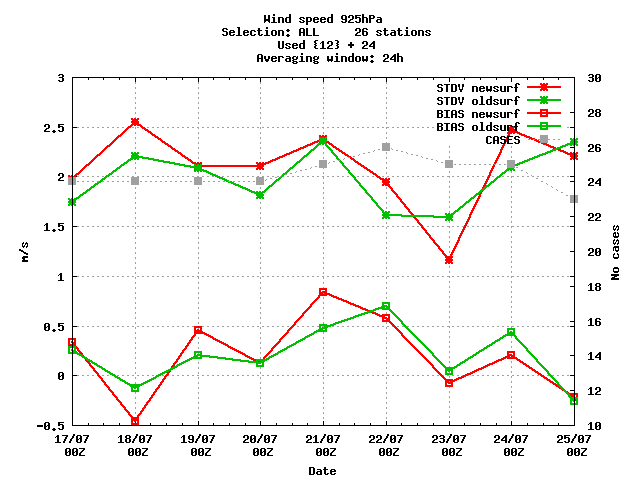 Wind speed 925hPa
Selection: ALL 26 stations
Used {12} + 24
Averaging window: 24h
STDV newsurf
STDV oldsurf
BIAS newsurf
BIAS oldsurf
CASES
3
2.5
2
1.5
1
0.5
0
-0.5
m/s
30
28
26
24
22
20
18
16
14
12
10
No cases
17/07 18/07 19/07 20/07 21/07 22/07 23/07 24/07 25/07
00Z 00Z 00Z 00Z 00Z 00Z 00Z 00Z 00Z
Date